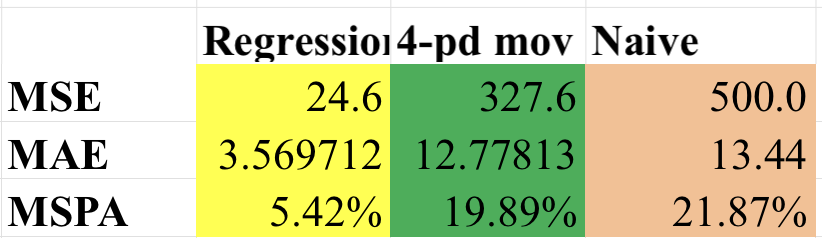 Regression 4-pd mov Naive
MSE 24.6 327.6 500.0
MAE 3.569712 12.77813 13.44
MSPA 5.42% 19.89% 21.87%